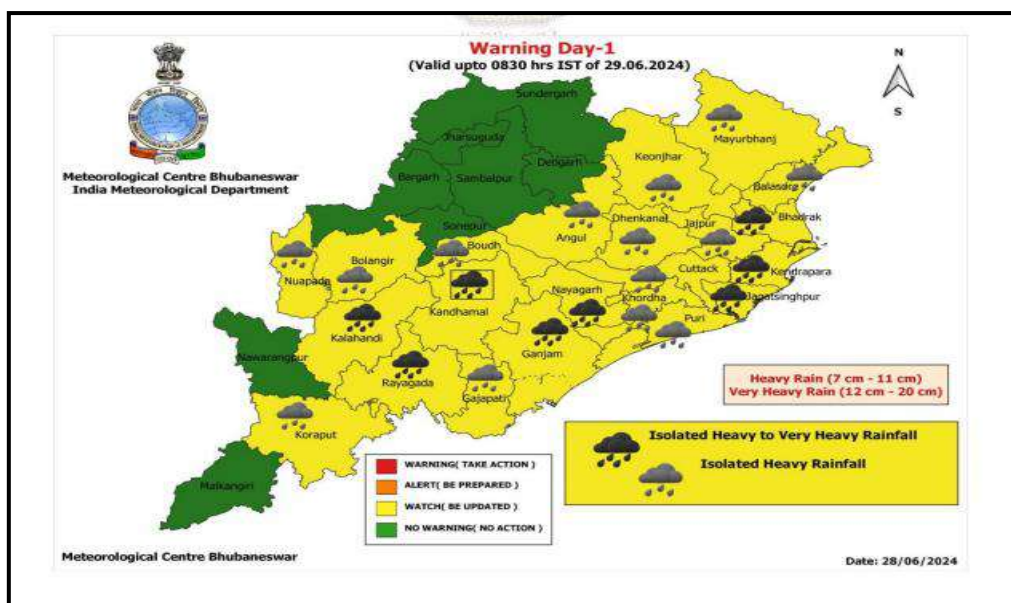 Warning Day-1
(Valid upto 0830 hrs IST of 29.06.2024)
N
S
Meteorological Centre Bhubaneswar
India Meteorological Department
Sundergarh
Jharsuguda
Deogarh
Bargarh
Sambalpur
Sonepur
Mayurbhanj
Keonjhar
Balasore
Bhadrak
Dhenkanal
Jajpur
Angul
Boudh
Bolangir
Nuapada
Cuttack
Kendrapara
Nayagarh
Khordha
Jagatsinghpur
Kandhamal
Puri
Kalahandi
Ganjam
Nawarangpur
Rayagada
Gajapati
Koraput
Malkangiri
Heavy Rain (7 cm - 11 cm)
Very Heavy Rain (12 cm - 20 cm)
Isolated Heavy to Very Heavy Rainfall
Isolated Heavy Rainfall
WARNING( TAKE ACTION )
ALERT( BE PREPARED )
WATCH( BE UPDATED )
NO WARNING( NO ACTION )
Meteorological Centre Bhubaneswar
Date: 28/06/2024